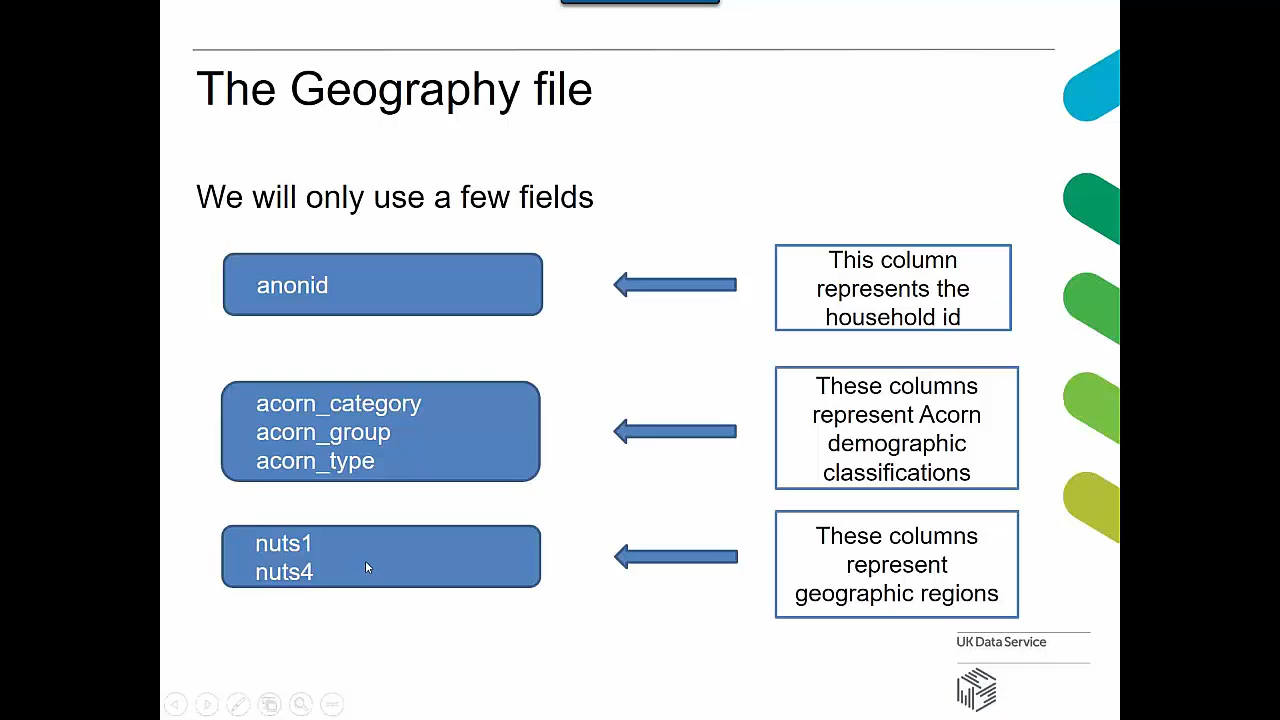 The Geography file
We will only use a few fields
anonid
This column
represents the
household id
acorn_category
acorn_group
acorn_type
These columns
represent Acorn
demographic
classifications
nuts1
nuts4
These columns
represent
geographic regions
UK Data Service